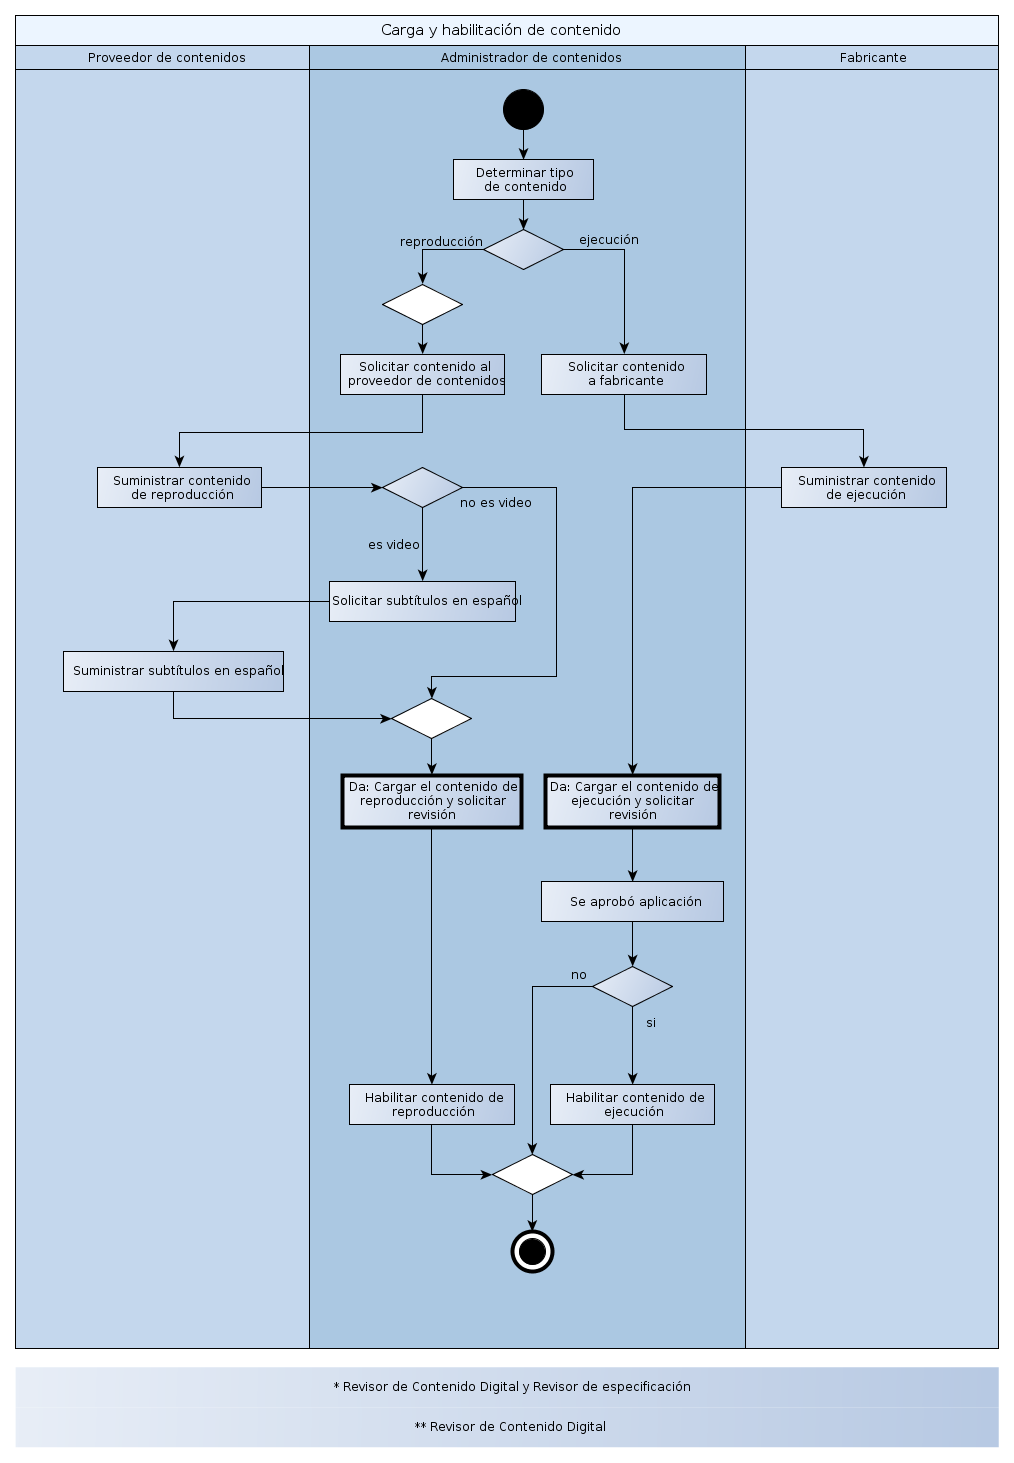 Carga y habilitación de contenido
Proveedor de contenidos
Administrador de contenidos
Fabricante
Determinar tipo
de contenido
reproducción
ejecución
Solicitar contenido al
proveedor de contenidos
Solicitar contenido
a fabricante
Suministrar contenido
de reproducción
Suministrar contenido
de ejecución
no es video
es video
Solicitar subtítulos en español
Suministrar subtítulos en español
Da: Cargar el contenido de
reproducción y solicitar
revisión
Da: Cargar el contenido de
ejecución y solicitar
revisión
Se aprobó aplicación
no
si
Habilitar contenido de
reproducción
Habilitar contenido de
ejecución
* Revisor de Contenido Digital y Revisor de especificación
** Revisor de Contenido Digital